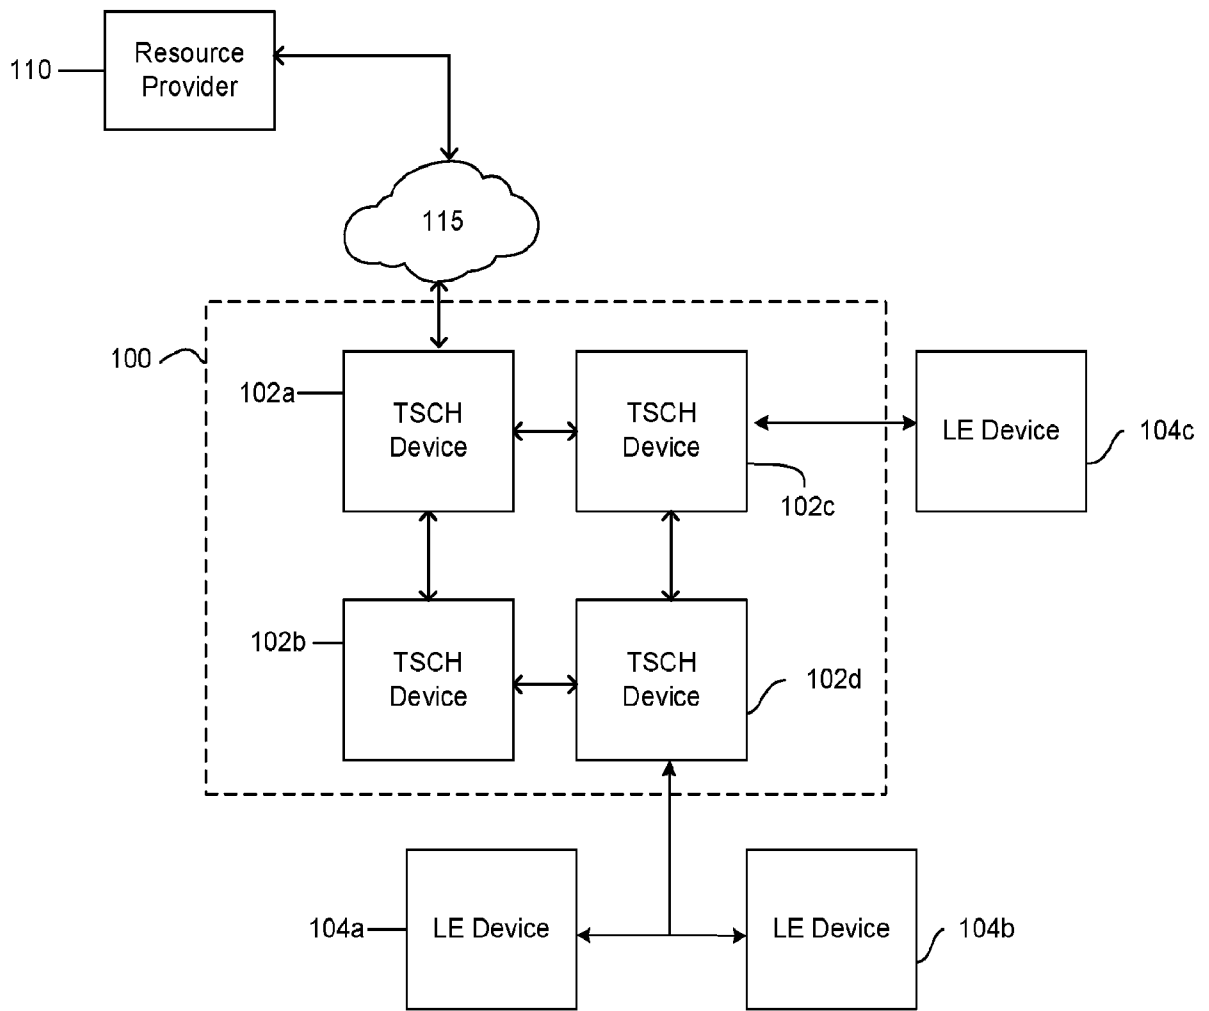 Resource
Provider
110
115
100
102a
TSCH
Device
TSCH
Device
LE Device
104c
102c
102b
TSCH
Device
TSCH
Device
102d
104a
LE Device
LE Device
104b